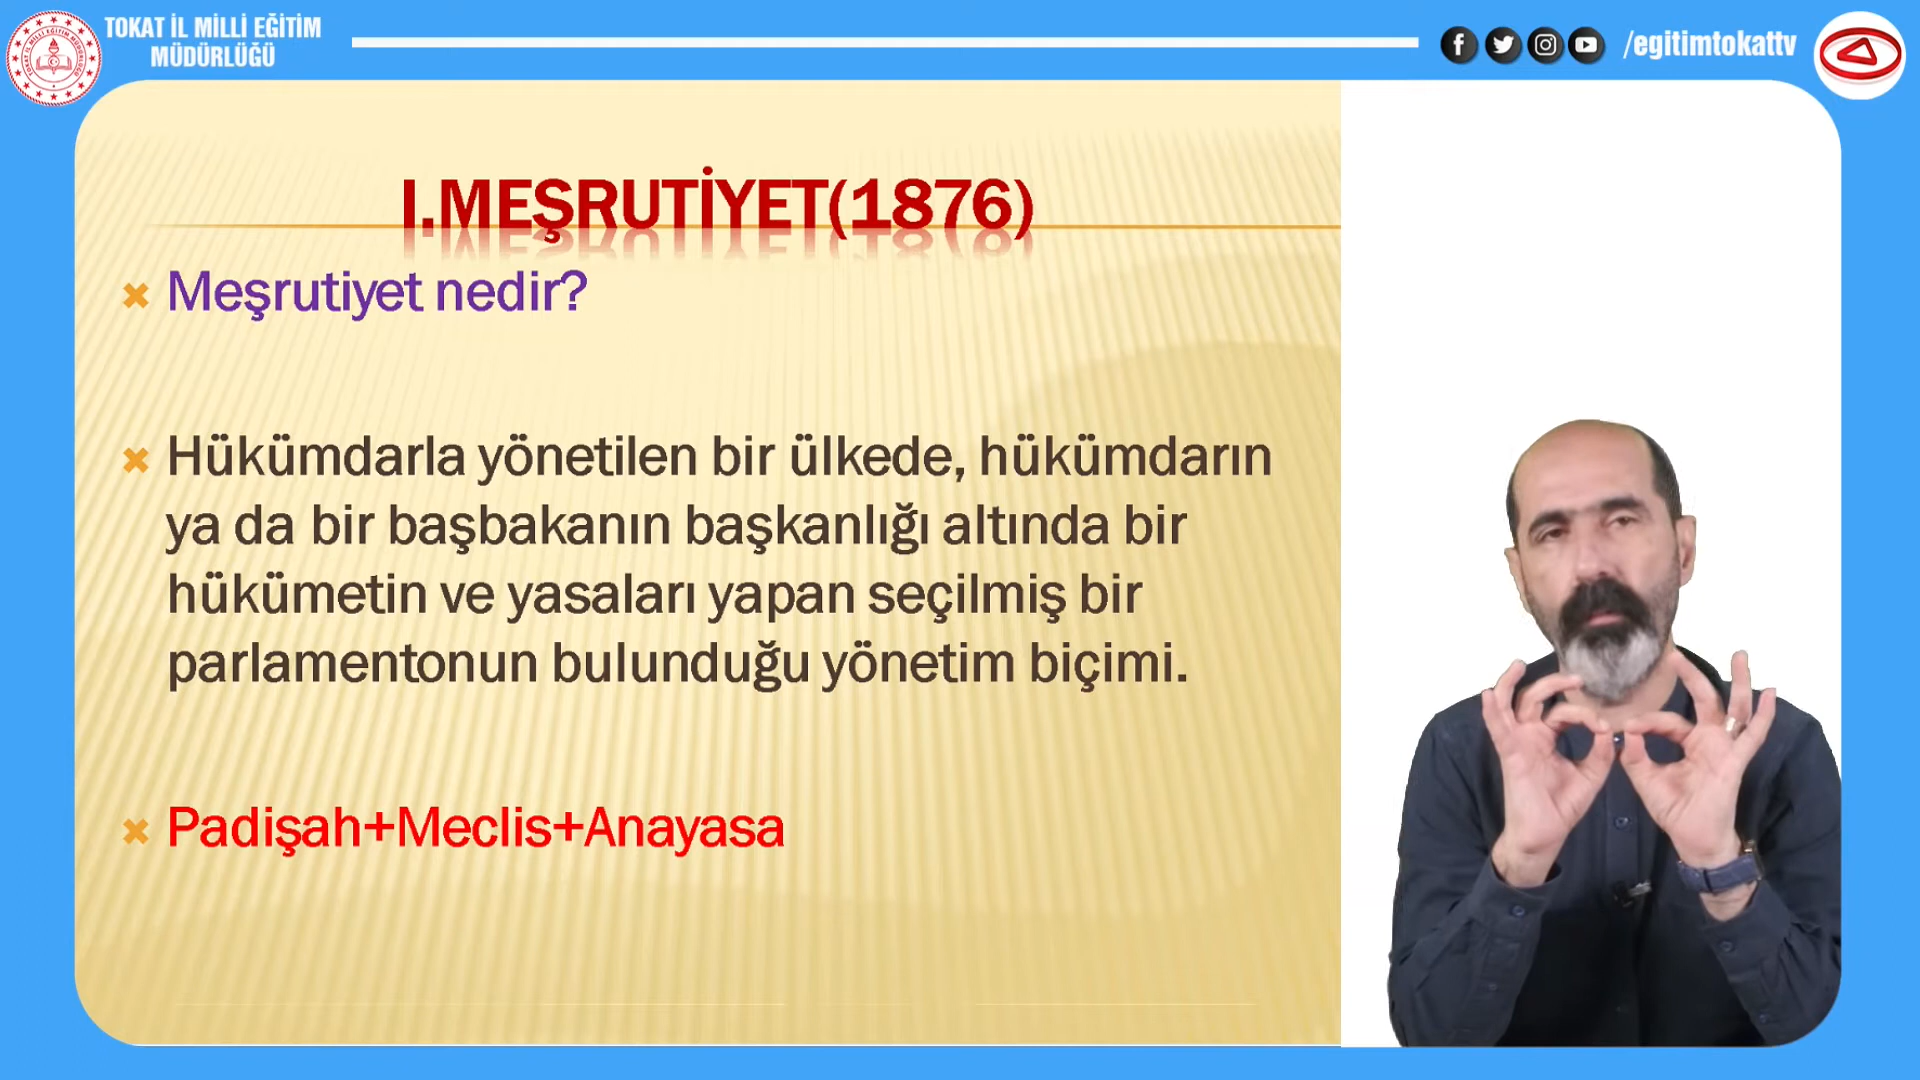 TOKAT İL MİLLİ EĞİTİM
MÜDÜRLÜĞÜ
/egitimtokattv
I.MEŞRUTİYET(1876)
Meşrutiyet nedir?
Hükümdarla yönetilen bir ülkede, hükümdarın
ya da bir başbakanın başkanlığı altında bir
hükümetin ve yasaları yapan seçilmiş bir
parlamentonun bulunduğu yönetim biçimi.
Padişah+Meclis+Anayasa